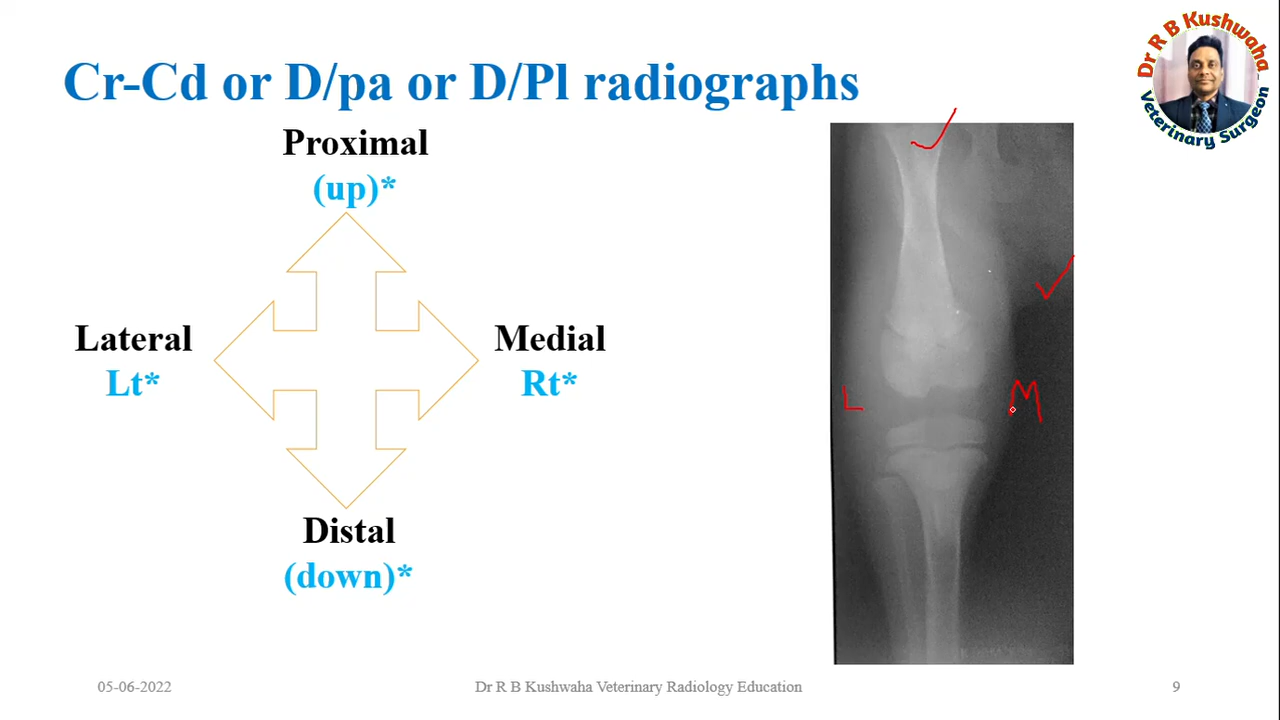 Cr-Cd or D/pa or D/Pl radiographs
Dr R B Kushwaha
Veterinary Surgeon
Proximal
(up)*
Lateral
Lt*
Medial
Rt*
L
M
Distal
(down)*
05-06-2022
Dr R B Kushwaha Veterinary Radiology Education
9